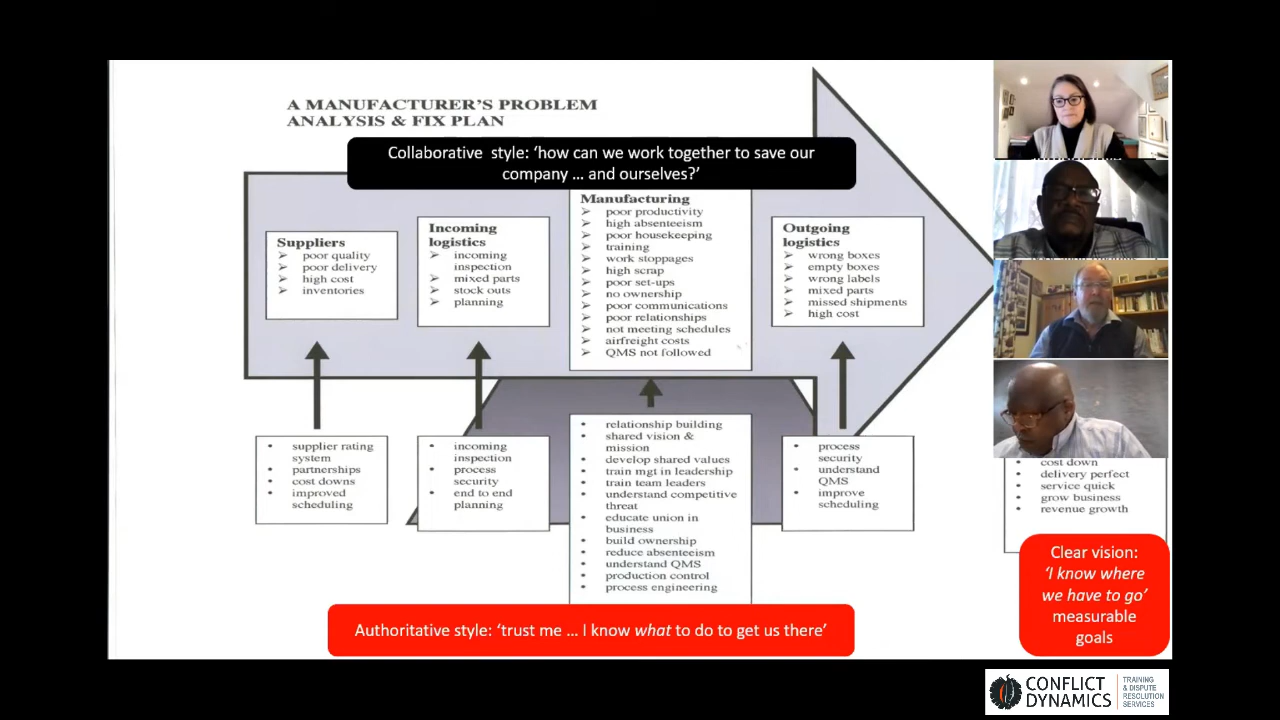 A MANUFACTURER'S PROBLEM
ANALYSIS & FIX PLAN
Collaborative style: 'how can we work together to save our
company ... and ourselves?'
Suppliers
➢ poor quality
➢ poor delivery
➢ high cost
➢ inventories
Incoming
logistics
➢ incoming
inspection
➢ mixed parts
➢ stock outs
➢ planning
Manufacturing
➢ poor productivity
➢ high absenteeism
➢ poor housekeeping
➢ training
➢ work stoppages
➢ high scrap
➢ poor set-ups
➢ no ownership
➢ poor communications
➢ poor relationships
➢ not meeting schedules
➢ airfreight costs
➢ QMS not followed
Outgoing
logistics
➢ wrong boxes
➢ empty boxes
➢ wrong labels
➢ mixed parts
➢ missed shipments
➢ high cost
• supplier rating
system
• partnerships
• cost downs
• improved
scheduling
• incoming
inspection
• process
security
• end to end
planning
• relationship building
• shared vision &
mission
• develop shared values
• train mgt in leadership
• train team leaders
• understand competitive
threat
• educate union in
business
• build ownership
• reduce absenteeism
• understand QMS
• production control
• process engineering
• process
security
• understand
QMS
• improve
scheduling
• cost down
• delivery perfect
• service quick
• grow business
• revenue growth
Authoritative style: 'trust me ... I know what to do to get us there'
Clear vision:
'I know where
we have to go'
measurable
goals
CONFLICT
DYNAMICS
TRAINING
& DISPUTE
RESOLUTION
SERVICES